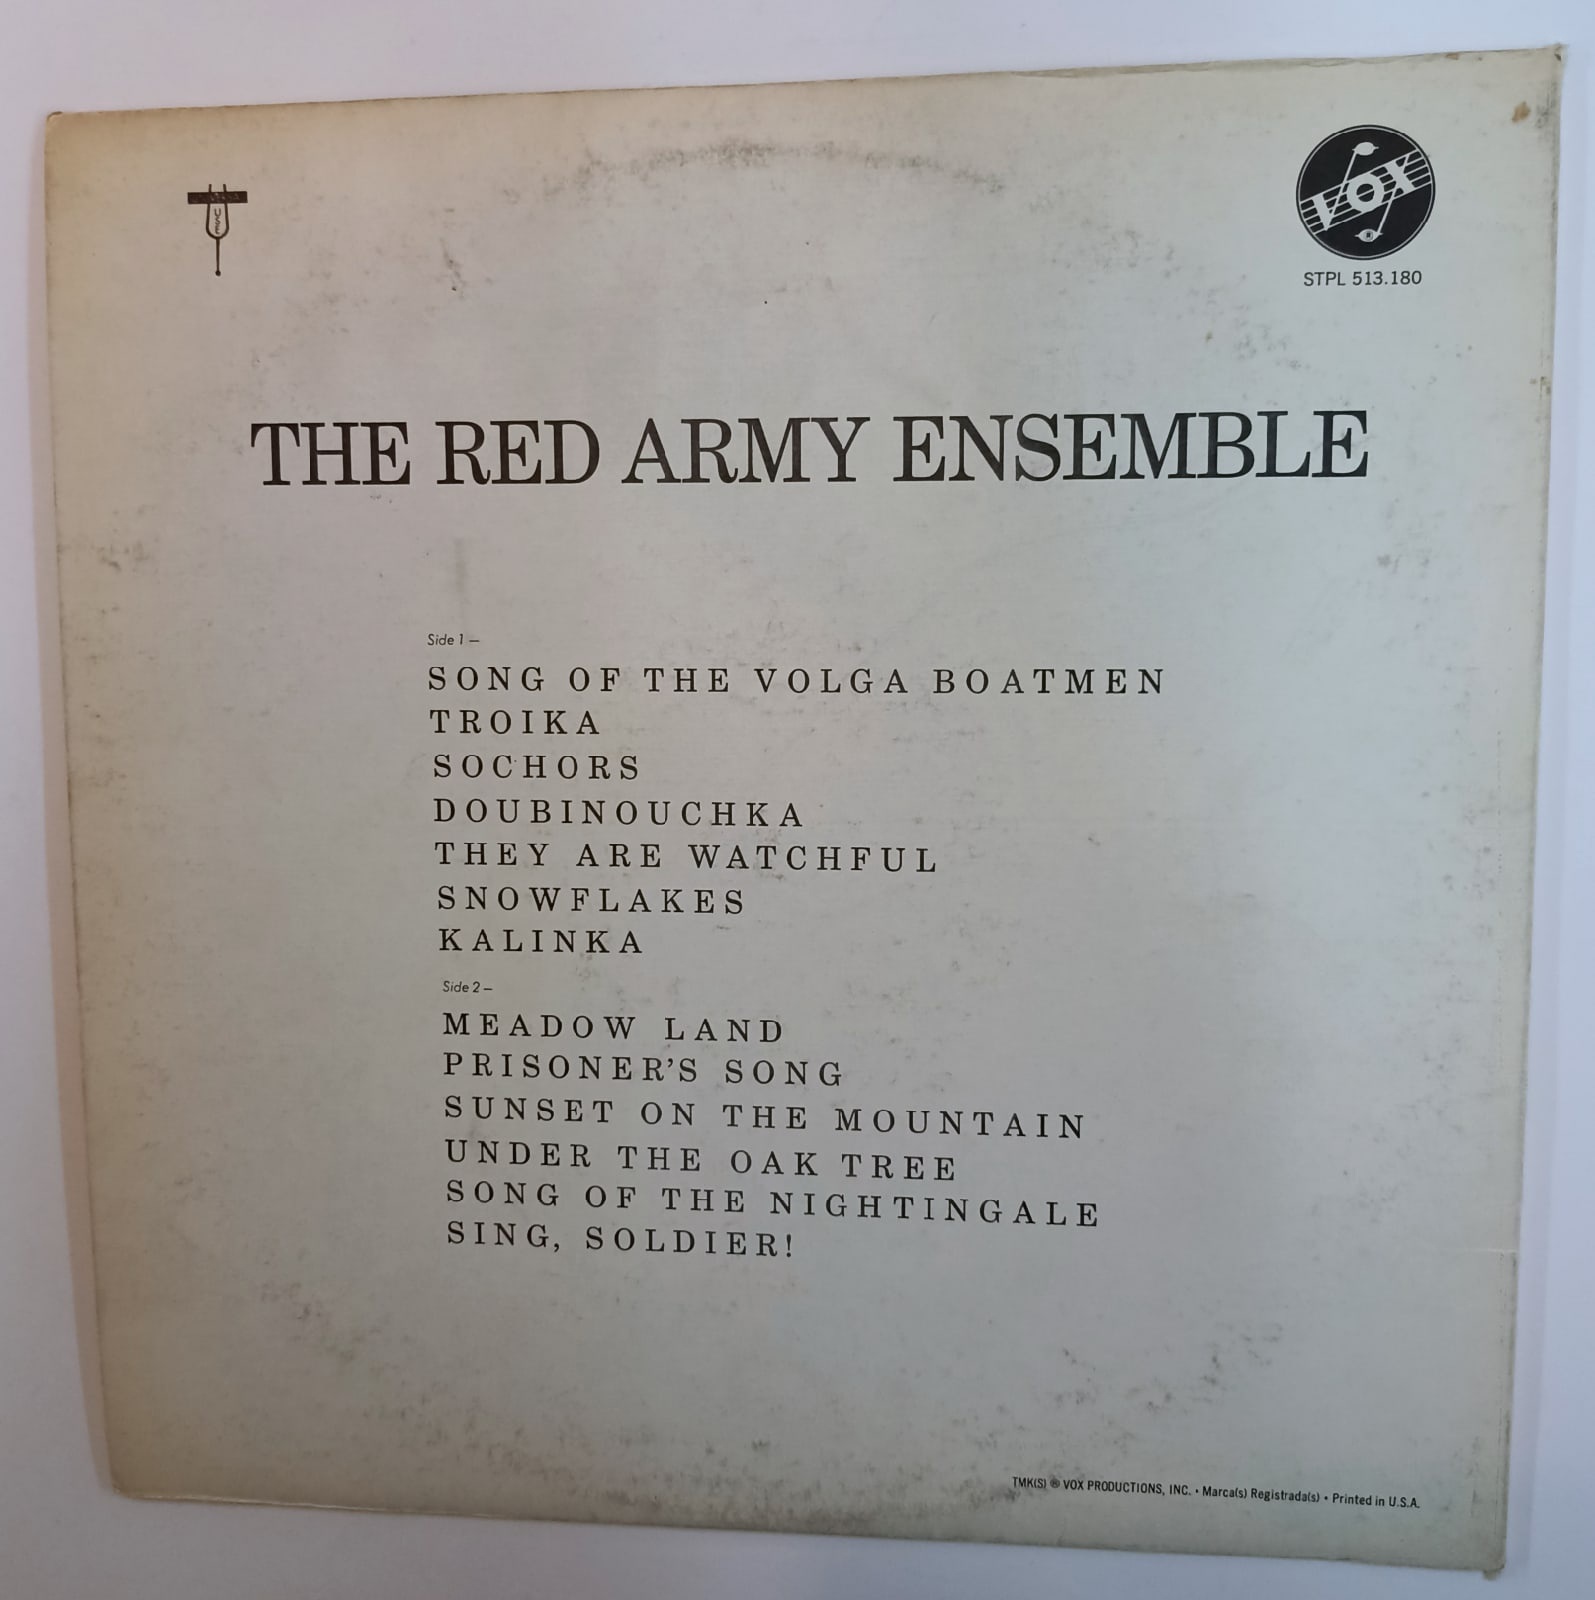 USE
VOX
STPL 513.180
THE RED ARMY ENSEMBLE
Side 1 —
SONG OF THE VOLGA BOATMEN
TROIKA
SOCHORS
DOUBINOUCHKA
THEY ARE WATCHFUL
SNOWFLAKES
KALINKA
Side 2 —
MEADOW LAND
PRISONER'S SONG
SUNSET ON THE MOUNTAIN
UNDER THE OAK TREE
SONG OF THE NIGHTINGALE
SING, SOLDIER!
TMK(S) ® VOX PRODUCTIONS, INC. • Marca(s) Registrada(s) • Printed in U.S.A.